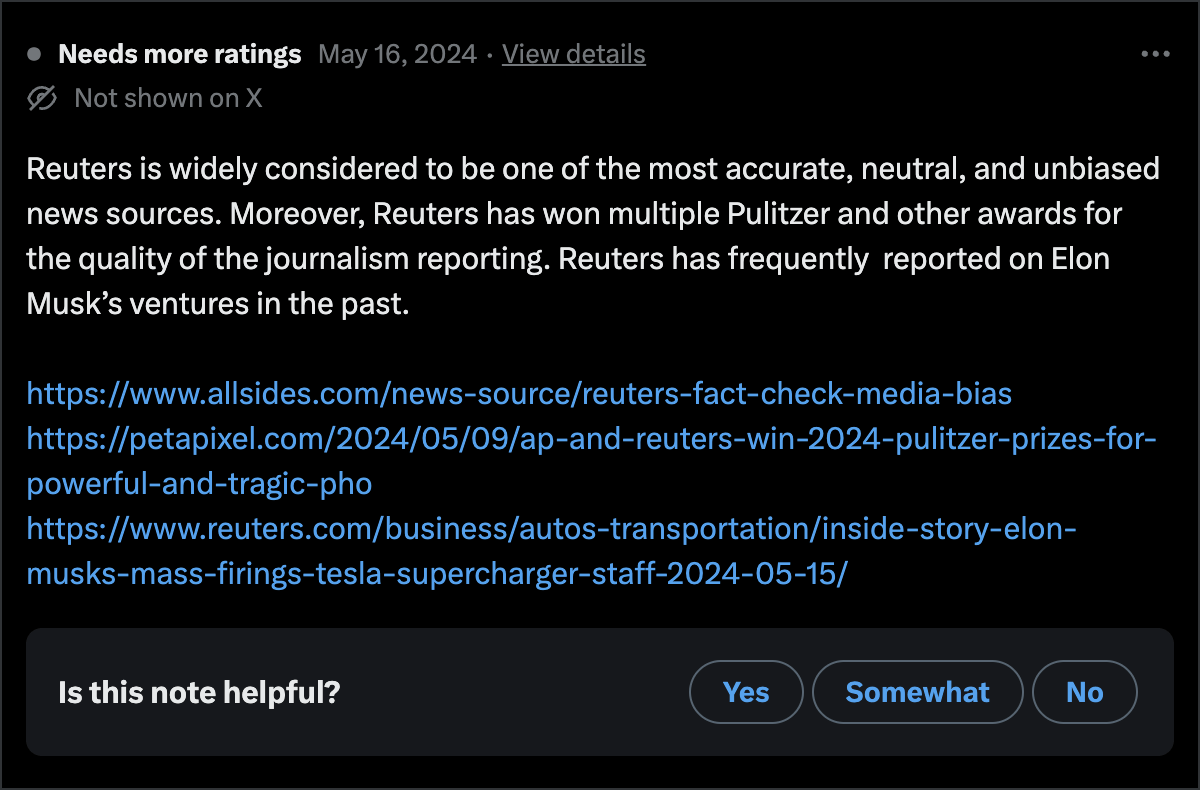 Needs more ratings May 16, 2024 · View details
Not shown on X
Reuters is widely considered to be one of the most accurate, neutral, and unbiased
news sources. Moreover, Reuters has won multiple Pulitzer and other awards for
the quality of the journalism reporting. Reuters has frequently  reported on Elon
Musk’s ventures in the past.
https://www.allsides.com/news-source/reuters-fact-check-media-bias
https://petapixel.com/2024/05/09/ap-and-reuters-win-2024-pulitzer-prizes-for-
powerful-and-tragic-pho
https://www.reuters.com/business/autos-transportation/inside-story-elon-
musks-mass-firings-tesla-supercharger-staff-2024-05-15/
Is this note helpful? Yes Somewhat No